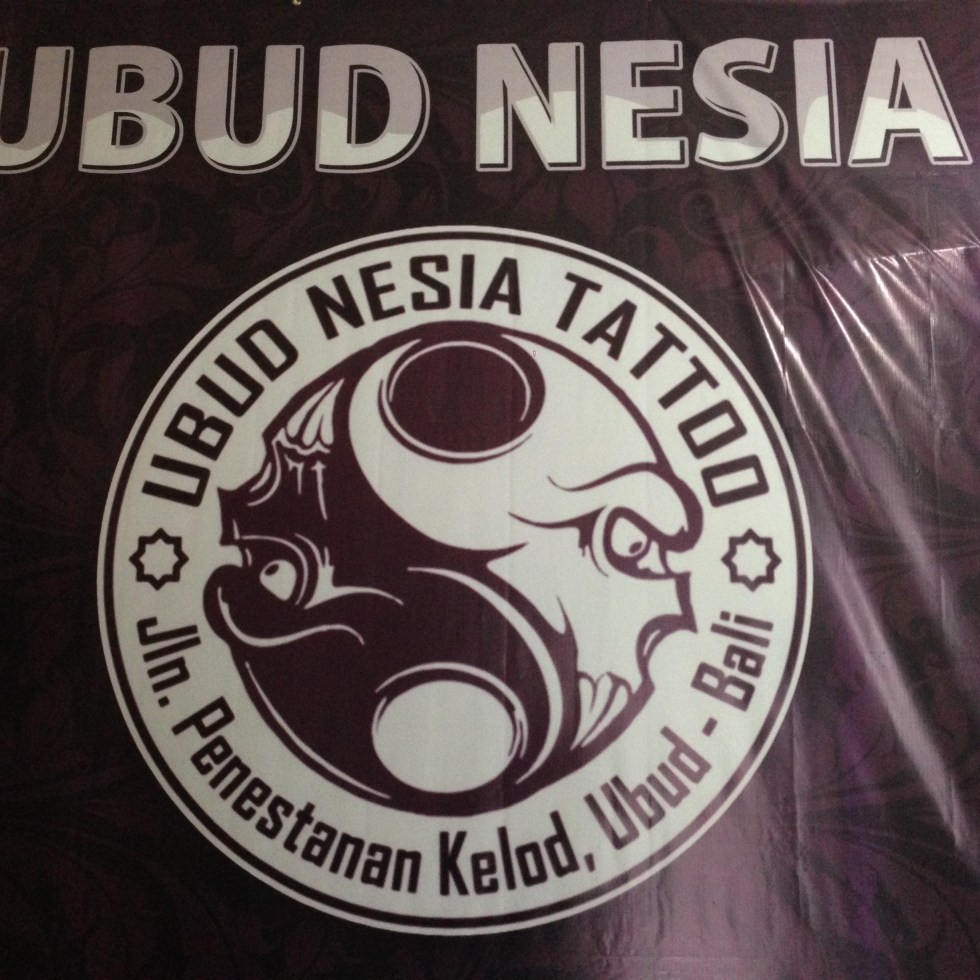 UBUD NESIA
UBUD NESIA TATTOO
Jln. Penestanan Kelod, Ubud - Bali